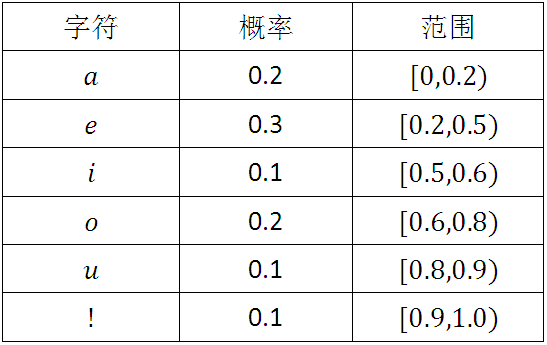 字符 概率 范围
a 0.2 [0,0.2)
e 0.3 [0.2,0.5)
i 0.1 [0.5,0.6)
o 0.2 [0.6,0.8)
u 0.1 [0.8,0.9)
! 0.1 [0.9,1.0)